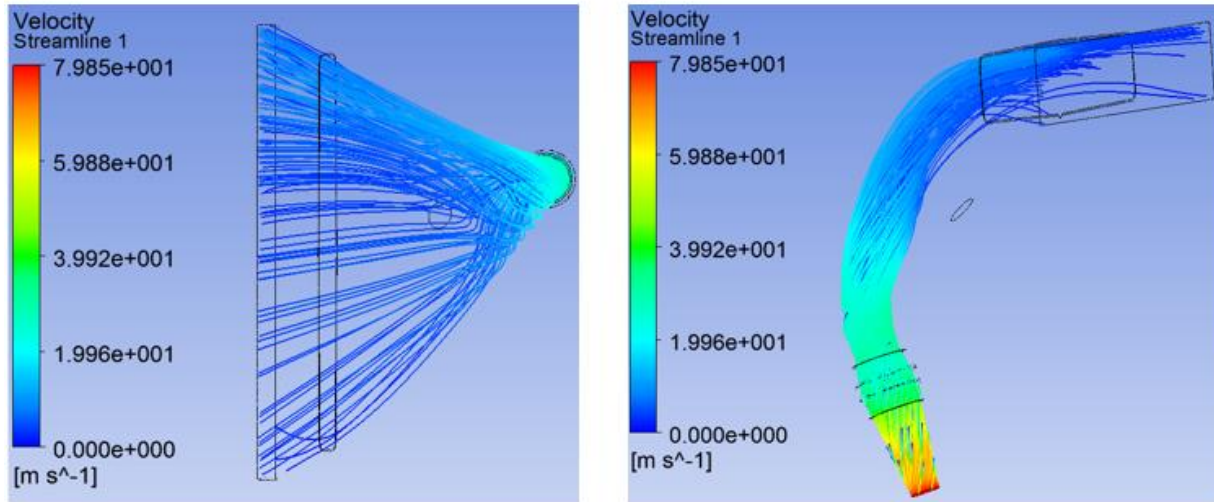 Velocity
Streamline 1
7.985e+001
5.988e+001
3.992e+001
1.996e+001
0.000e+000
[m s^-1]
Velocity
Streamline 1
7.985e+001
5.988e+001
3.992e+001
1.996e+001
0.000e+000
[m s^-1]